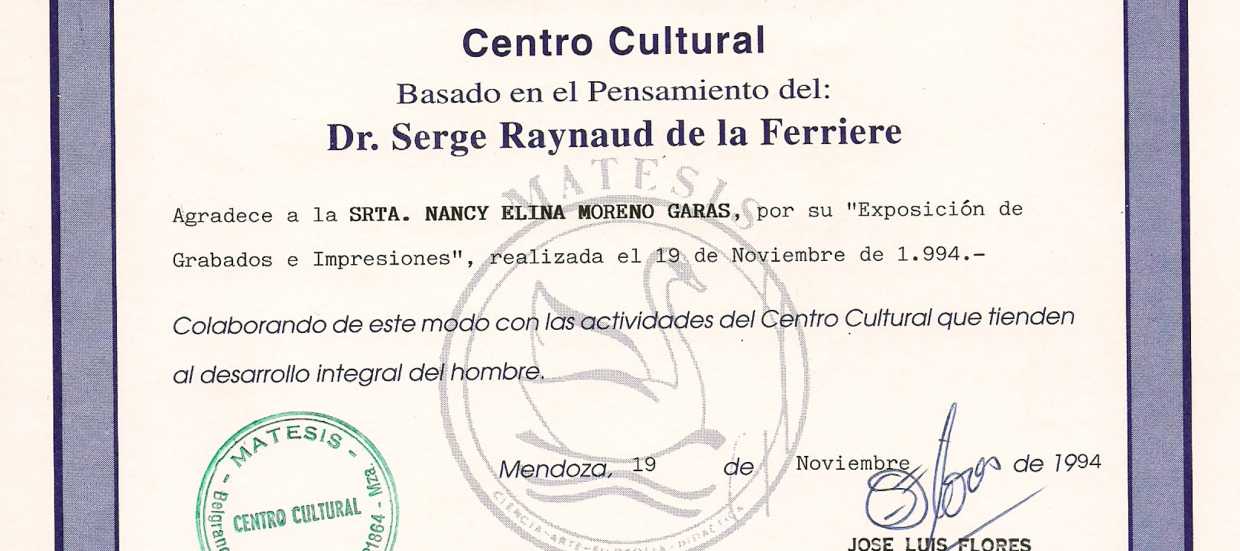 Centro Cultural
Basado en el Pensamiento del:
Dr. Serge Raynaud de la Ferriere
MATESIS
Agradece a la SRTA. NANCY ELINA MORENO GARAS, por su "Exposición de
Grabados e Impresiones", realizada el 19 de Noviembre de 1.994.-
Colaborando de este modo con las actividades del Centro Cultural que tienden
al desarrollo integral del hombre.
Mendoza, 19 de Noviembre de 1994
MATESIS
CENTRO CULTURAL
1864 - Mza.
CIENCIA-ARTE-FILOSOFIA-DIDACTICA
JOSE LUIS FLORES